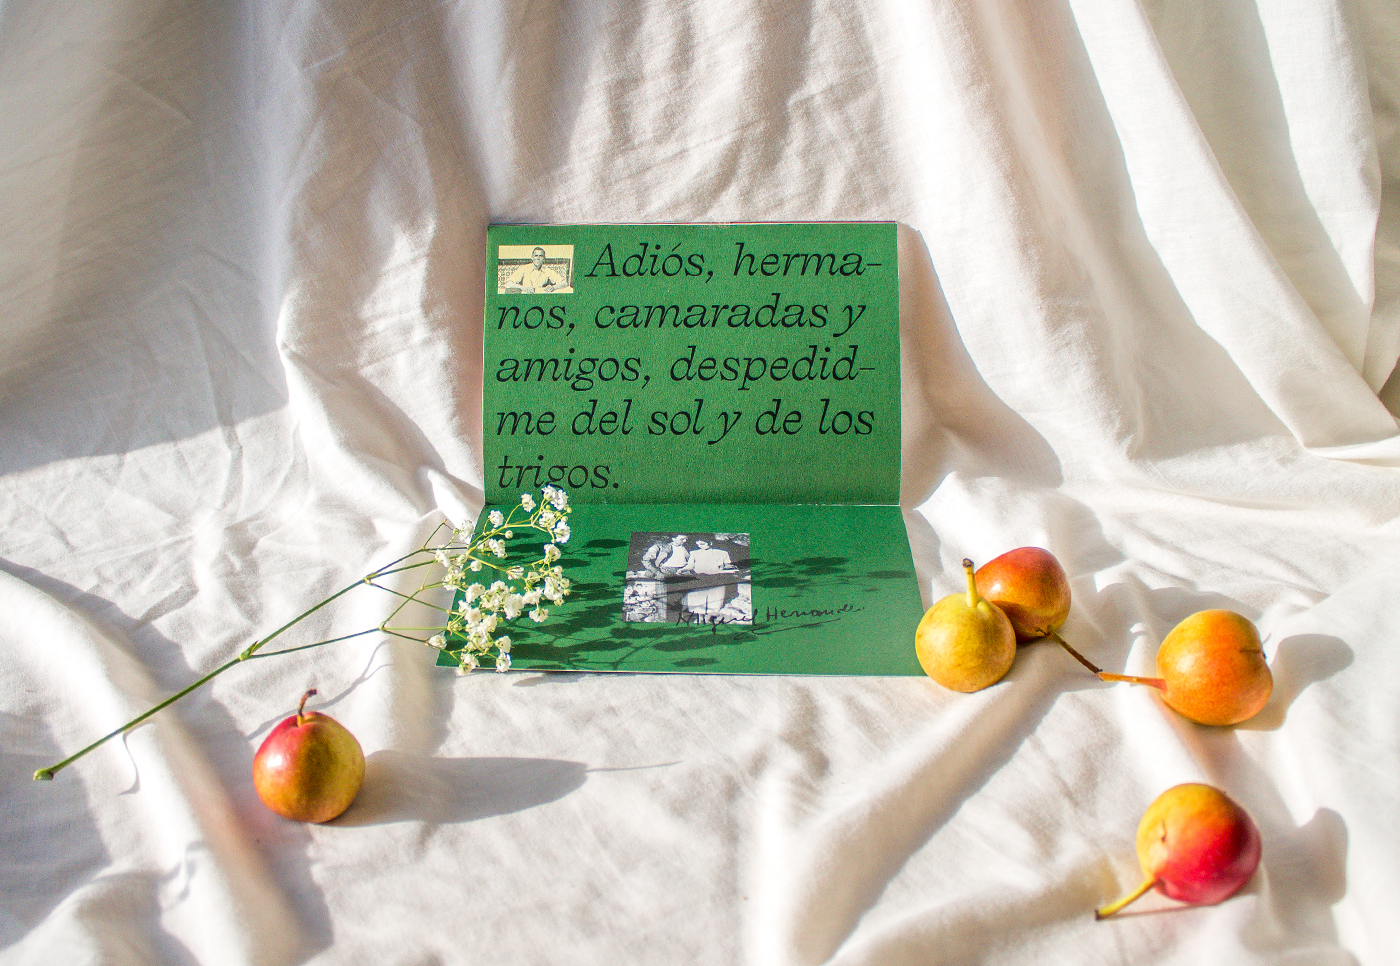 Adiós, herma-
nos, camaradas y
amigos, despedid-
me del sol y de los
trigos.
Miguel Hernández